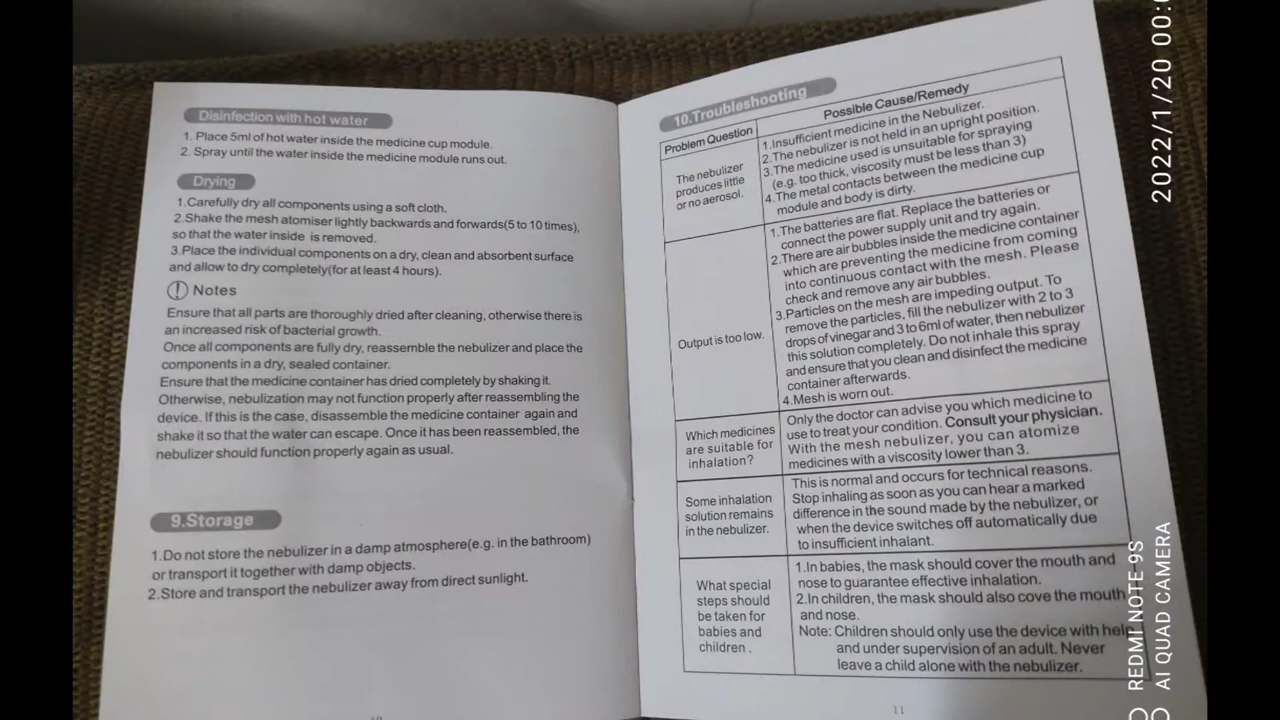 Disinfection with hot water
1. Place 5ml of hot water inside the medicine cup module.
2. Spray until the water inside the medicine module runs out.
Drying
1.Carefully dry all components using a soft cloth.
2.Shake the mesh atomiser lightly backwards and forwards(5 to 10 times),
so that the water inside is removed.
3.Place the individual components on a dry, clean and absorbent surface
and allow to dry completely(for at least 4 hours).
Notes
Ensure that all parts are thoroughly dried after cleaning, otherwise there is
an increased risk of bacterial growth.
Once all components are fully dry, reassemble the nebulizer and place the
components in a dry, sealed container.
Ensure that the medicine container has dried completely by shaking it.
Otherwise, nebulization may not function properly after reassembling the
device. If this is the case, disassemble the medicine container again and
shake it so that the water can escape. Once it has been reassembled, the
nebulizer should function properly again as usual.
9.Storage
1.Do not store the nebulizer in a damp atmosphere(e.g. in the bathroom)
or transport it together with damp objects.
2.Store and transport the nebulizer away from direct sunlight.
10.Troubleshooting
Problem Question
Possible Cause/Remedy
The nebulizer
produces little
or no aerosol.
1.Insufficient medicine in the Nebulizer.
2.The nebulizer is not held in an upright position.
3.The medicine used is unsuitable for spraying
(e.g. too thick, viscosity must be less than 3)
4.The metal contacts between the medicine cup
module and body is dirty.
Output is too low.
1.The batteries are flat. Replace the batteries or
connect the power supply unit and try again.
2.There are air bubbles inside the medicine container
which are preventing the medicine from coming
into continuous contact with the mesh. Please
check and remove any air bubbles.
3.Particles on the mesh are impeding output. To
remove the particles, fill the nebulizer with 2 to 3
drops of vinegar and 3 to 6ml of water, then nebulizer
this solution completely. Do not inhale this spray
and ensure that you clean and disinfect the medicine
container afterwards.
4.Mesh is worn out.
Which medicines
are suitable for
inhalation?
Only the doctor can advise you which medicine to
use to treat your condition. Consult your physician.
With the mesh nebulizer, you can atomize
medicines with a viscosity lower than 3.
Some inhalation
solution remains
in the nebulizer.
This is normal and occurs for technical reasons.
Stop inhaling as soon as you can hear a marked
difference in the sound made by the nebulizer, or
when the device switches off automatically due
to insufficient inhalant.
What special
steps should
be taken for
babies and
children .
1.In babies, the mask should cover the mouth and
nose to guarantee effective inhalation.
2.In children, the mask should also cove the mouth
and nose.
Note: Children should only use the device with help
and under supervision of an adult. Never
leave a child alone with the nebulizer.
11
REDMI NOTE 9S
AI QUAD CAMERA
2022/11/20